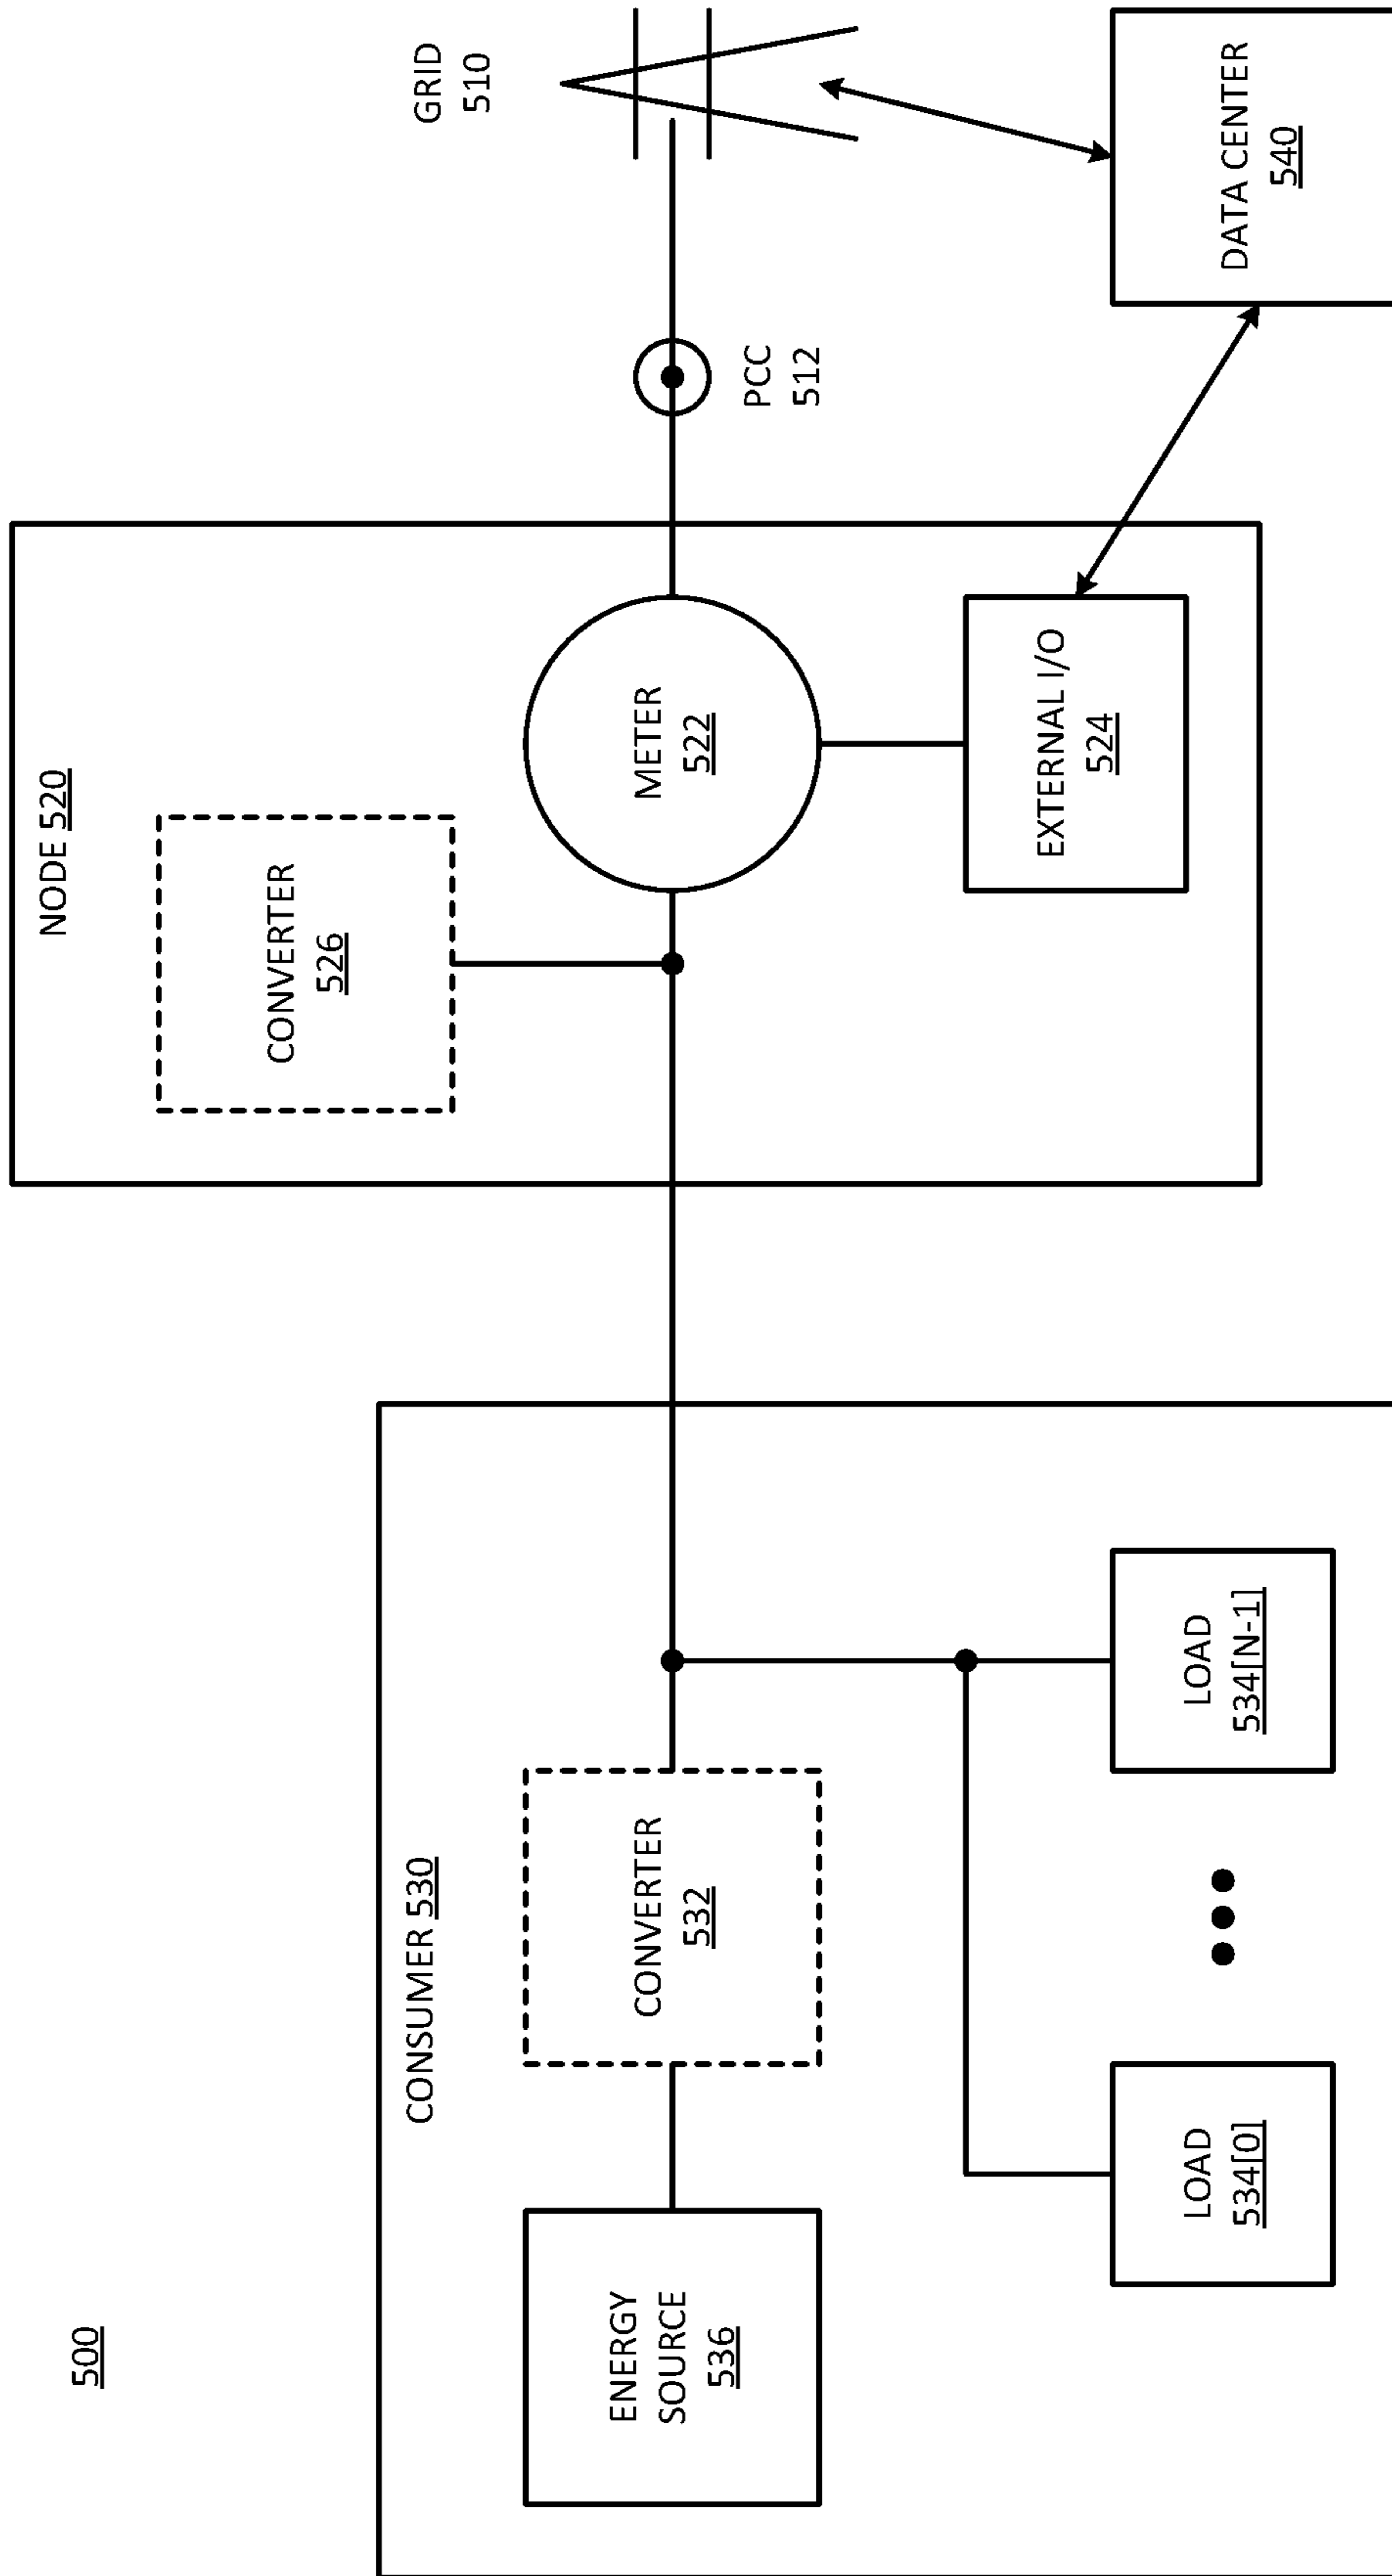 500
CONSUMER 530
ENERGY
SOURCE
536
CONVERTER
532
LOAD
534[0]
LOAD
534[N-1]
NODE 520
CONVERTER
526
METER
522
EXTERNAL I/O
524
GRID
510
PCC
512
DATA CENTER
540